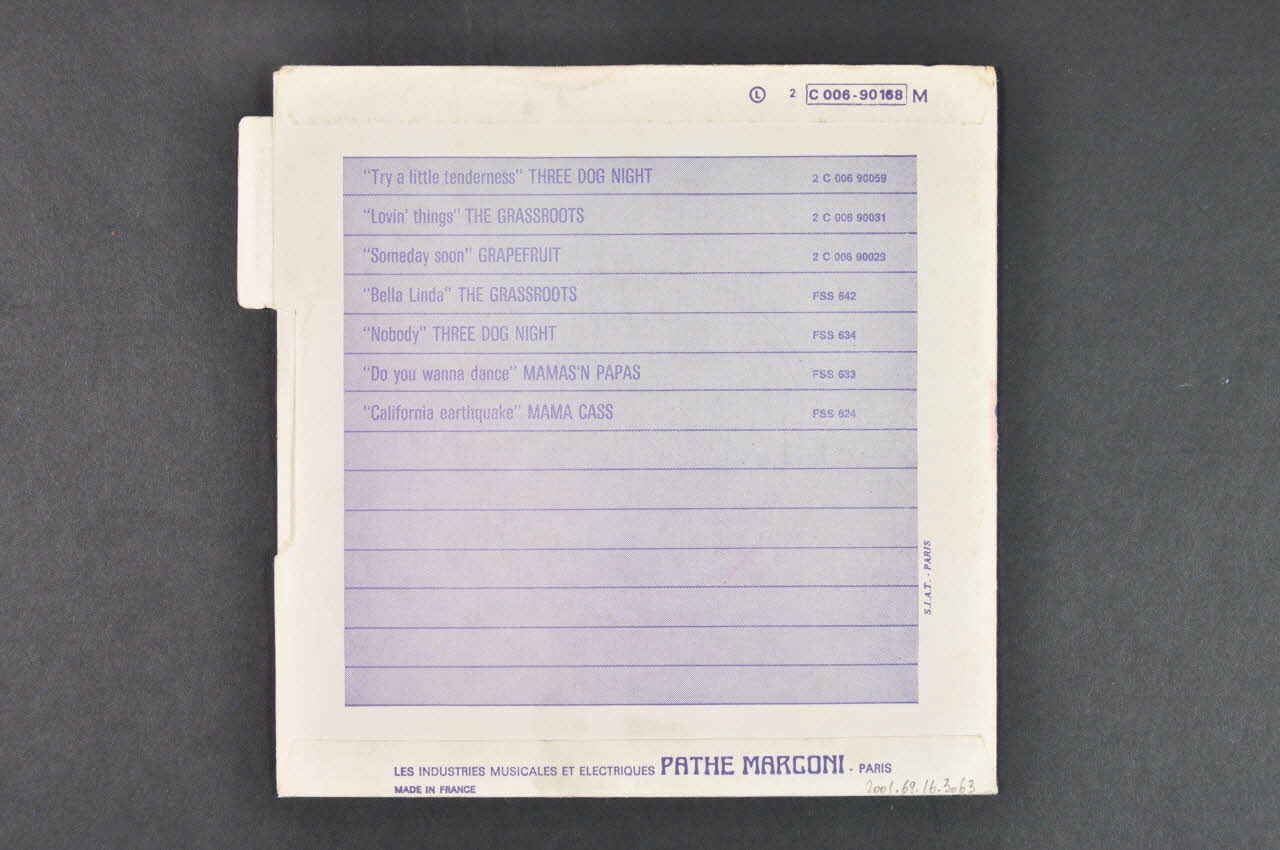 Ⓛ 2 C 006-90168 M
"Try a little tenderness" THREE DOG NIGHT 2 C 006 90059
"Lovin' things" THE GRASSROOTS 2 C 006 90031
"Someday soon" GRAPEFRUIT 2 C 006 90029
"Bella Linda" THE GRASSROOTS FSS 642
"Nobody" THREE DOG NIGHT FSS 634
"Do you wanna dance" MAMAS'N PAPAS FSS 633
"California earthquake" MAMA CASS FSS 624
S.I.A.T. - PARIS
LES INDUSTRIES MUSICALES ET ELECTRIQUES PATHE MARCONI - PARIS
MADE IN FRANCE
2001.69.16.3063